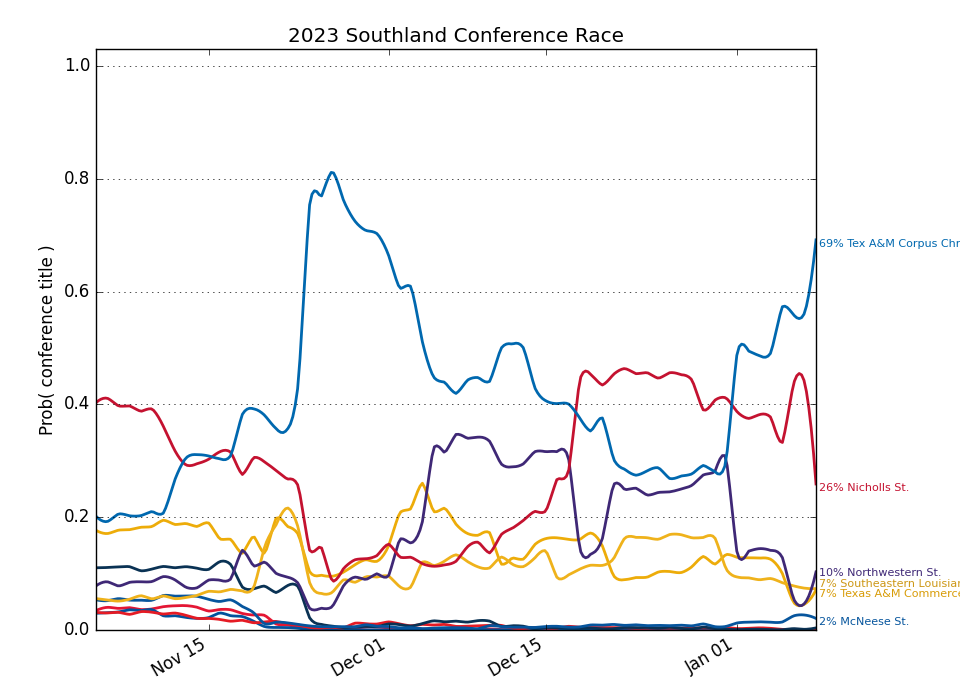 2023 Southland Conference Race
Prob( conference title )
1.0
0.8
0.6
0.4
0.2
0.0
Nov 15
Dec 01
Dec 15
Jan 01
69% Tex A&M Corpus Chr
26% Nicholls St.
10% Northwestern St.
7% Southeastern Louisian
7% Texas A&M Commerce
2% McNeese St.